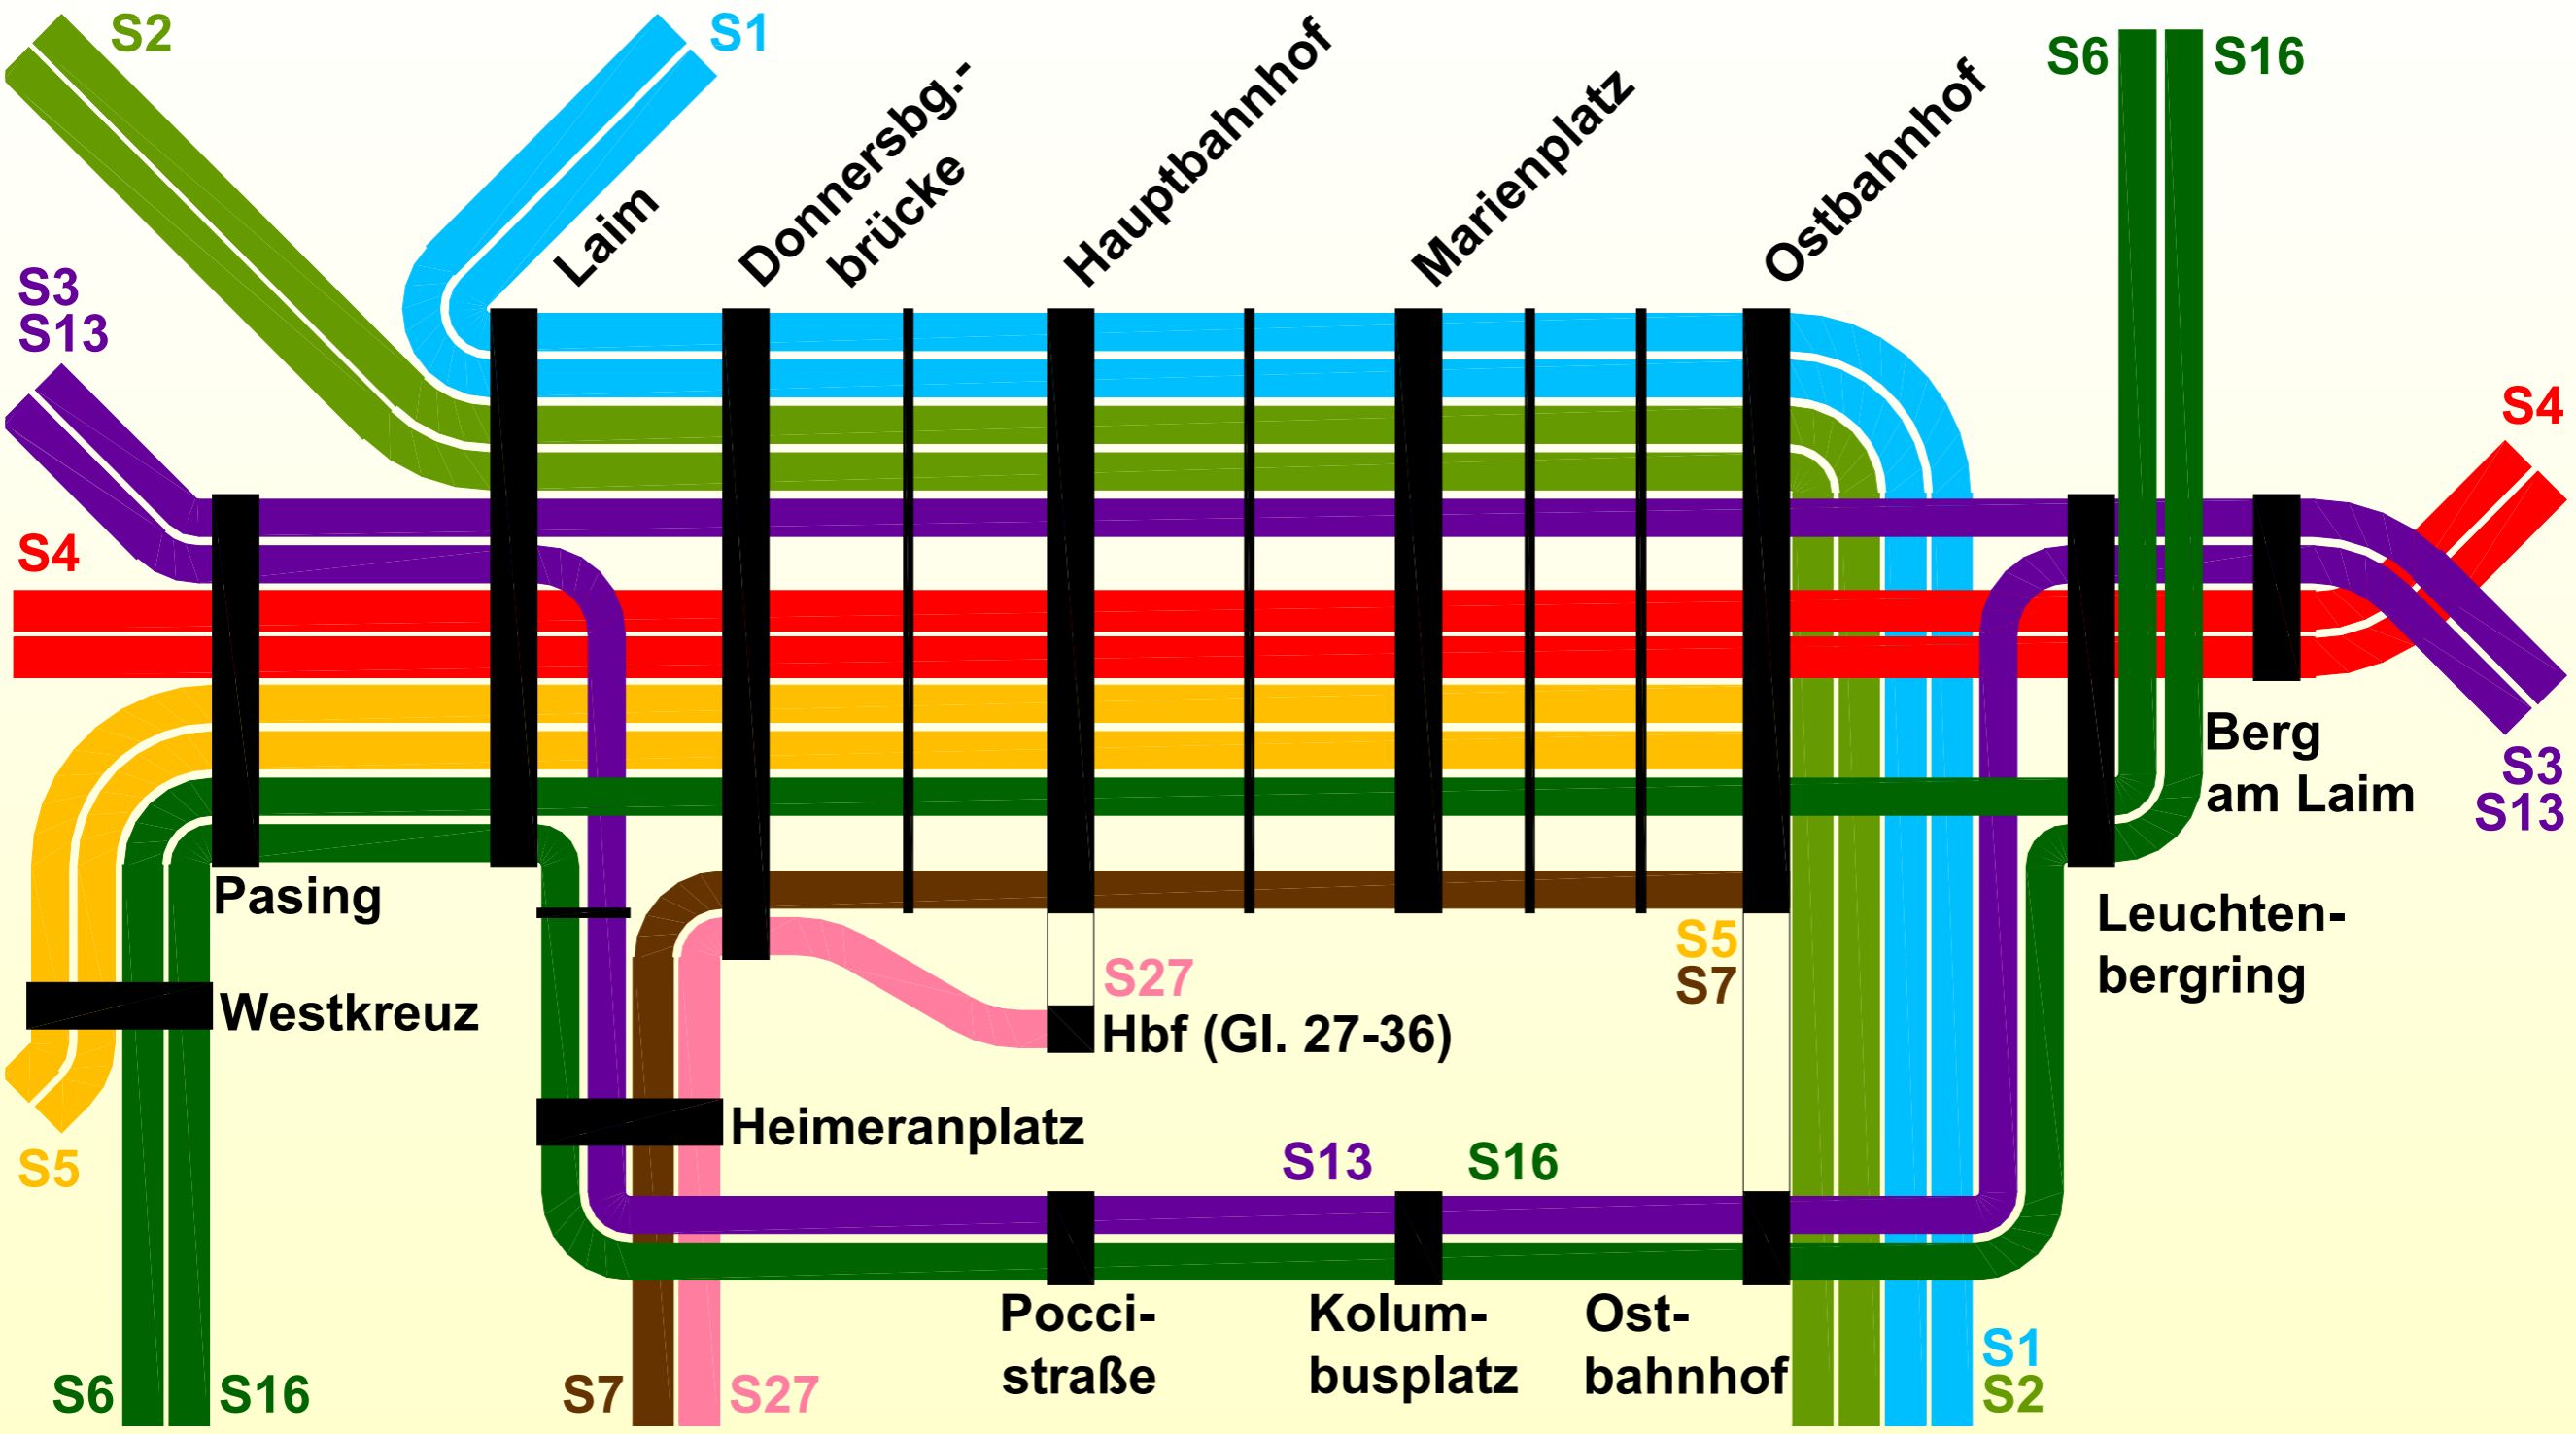 S2
S1
S6
S16
Donnersbg.-
brücke
Hauptbahnhof
Marienplatz
Ostbahnhof
Laim
S3
S13
S4
S4
Berg
am Laim
S3
S13
Pasing
Leuchten-
bergring
S5
S7
S27
Hbf (Gl. 27-36)
Westkreuz
Heimeranplatz
S13
S16
S5
Pocci-
straße
Kolum-
busplatz
Ost-
bahnhof
S1
S2
S6
S16
S7
S27